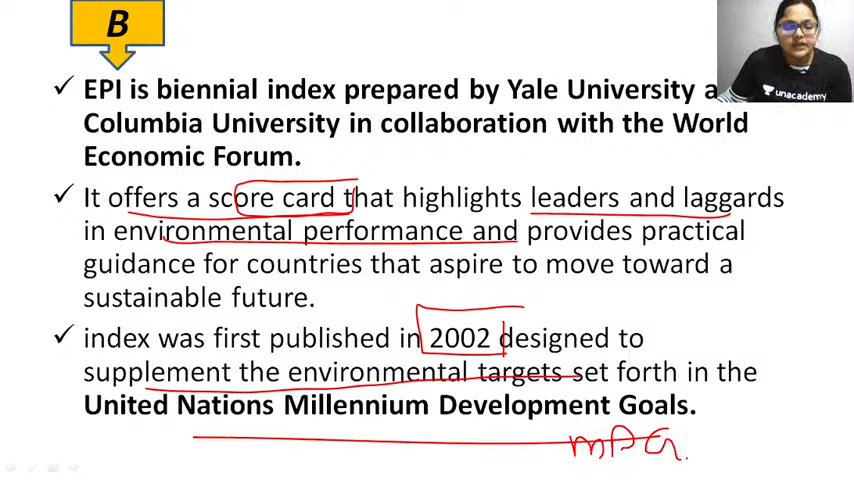 B
unacademy
✓ EPI is biennial index prepared by Yale University a
Columbia University in collaboration with the World
Economic Forum.
✓ It offers a score card that highlights leaders and laggards
in environmental performance and provides practical
guidance for countries that aspire to move toward a
sustainable future.
✓ index was first published in 2002 designed to
supplement the environmental targets set forth in the
United Nations Millennium Development Goals.
MDG